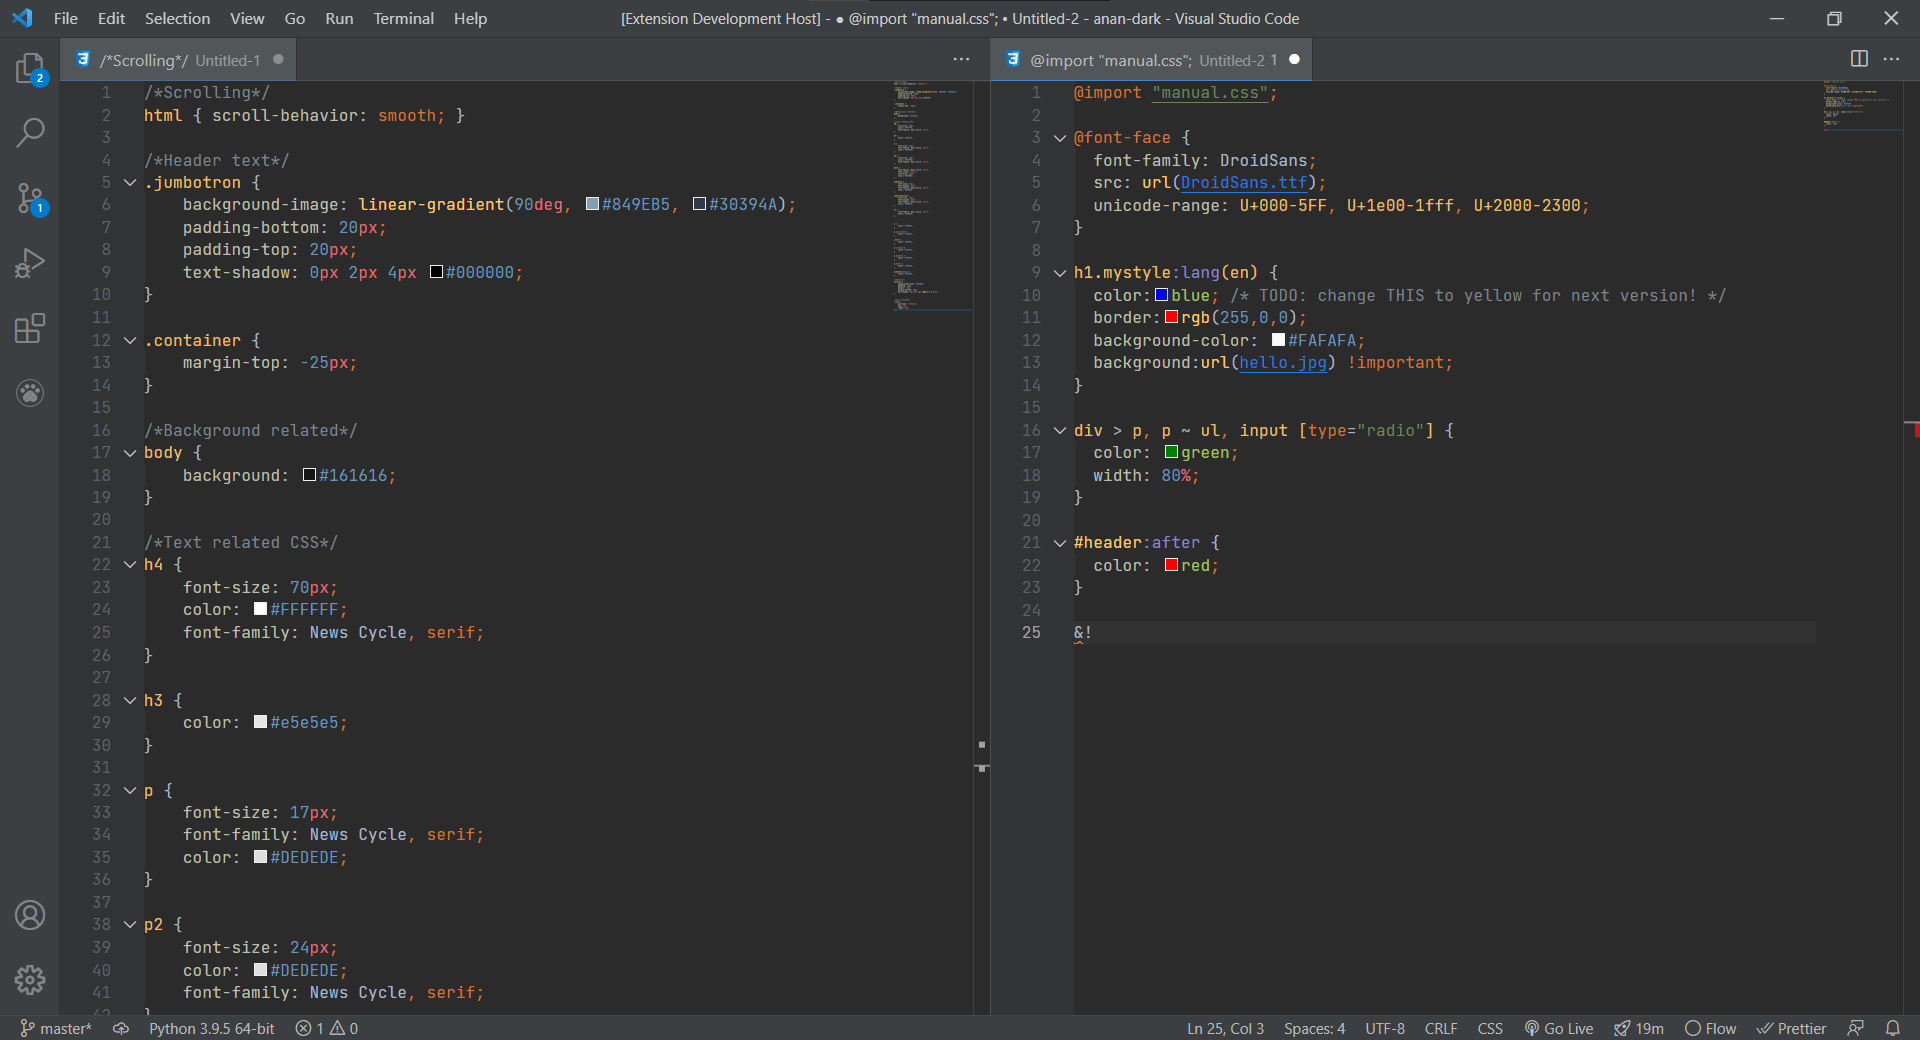 File Edit Selection View Go Run Terminal Help
[Extension Development Host] - ● @import "manual.css"; • Untitled-2 - anan-dark - Visual Studio Code
2
1
/*Scrolling*/ Untitled-1
1 /*Scrolling*/
2 html { scroll-behavior: smooth; }
3
4 /*Header text*/
5 .jumbotron {
6 background-image: linear-gradient(90deg, #849EB5, #30394A);
7 padding-bottom: 20px;
8 padding-top: 20px;
9 text-shadow: 0px 2px 4px #000000;
10 }
11
12 .container {
13 margin-top: -25px;
14 }
15
16 /*Background related*/
17 body {
18 background: #161616;
19 }
20
21 /*Text related CSS*/
22 h4 {
23 font-size: 70px;
24 color: #FFFFFF;
25 font-family: News Cycle, serif;
26 }
27
28 h3 {
29 color: #e5e5e5;
30 }
31
32 p {
33 font-size: 17px;
34 font-family: News Cycle, serif;
35 color: #DEDEDE;
36 }
37
38 p2 {
39 font-size: 24px;
40 color: #DEDEDE;
41 font-family: News Cycle, serif;
42 }
@import "manual.css"; Untitled-2 1
1 @import "manual.css";
2
3 @font-face {
4 font-family: DroidSans;
5 src: url(DroidSans.ttf);
6 unicode-range: U+000-5FF, U+1e00-1fff, U+2000-2300;
7 }
8
9 h1.mystyle:lang(en) {
10 color:blue; /* TODO: change THIS to yellow for next version! */
11 border:rgb(255,0,0);
12 background-color: #FAFAFA;
13 background:url(hello.jpg) !important;
14 }
15
16 div > p, p ~ ul, input [type="radio"] {
17 color: green;
18 width: 80%;
19 }
20
21 #header:after {
22 color: red;
23 }
24
25 &!
master* Python 3.9.5 64-bit 1 0
Ln 25, Col 3 Spaces: 4 UTF-8 CRLF CSS Go Live 19m Flow Prettier